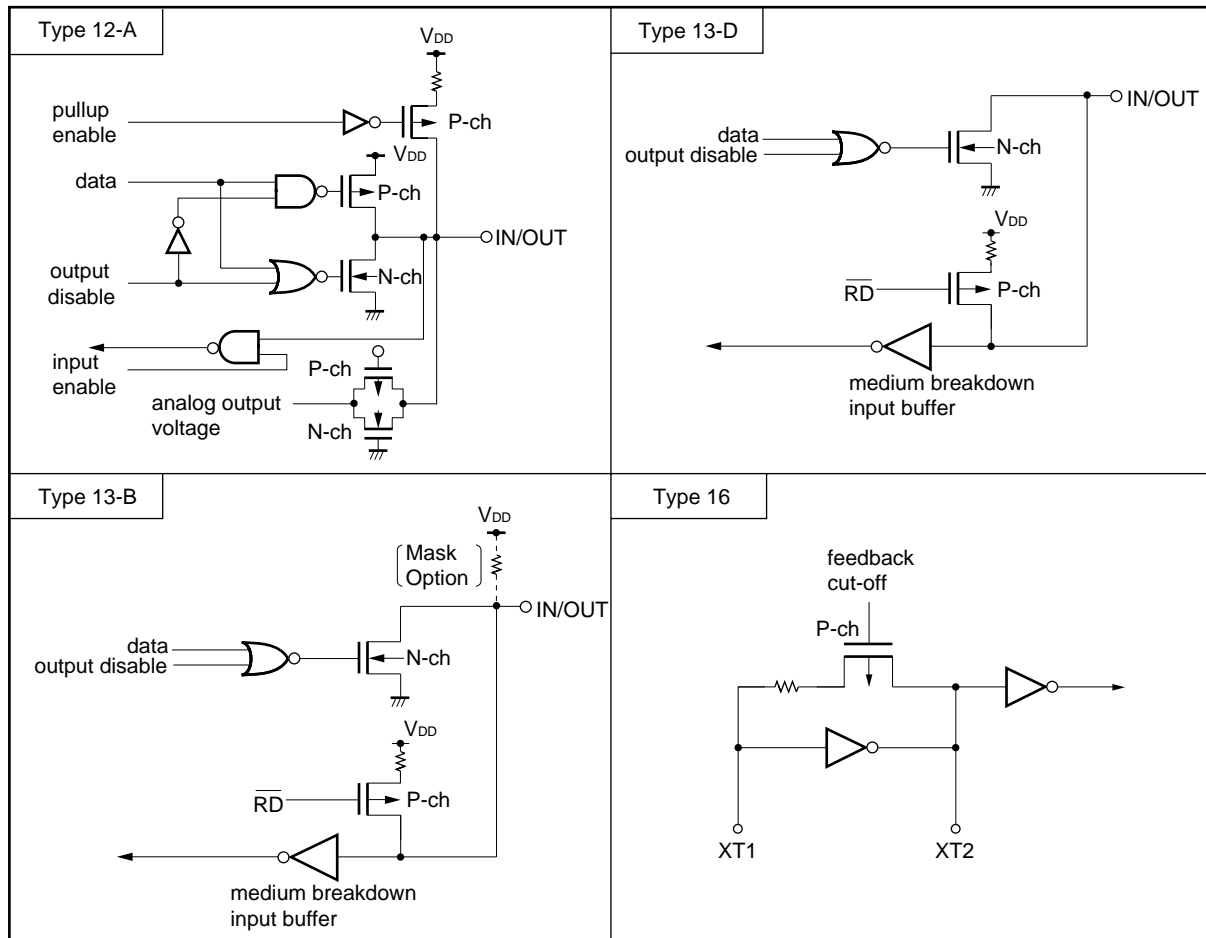 Type 12-A
VDD
pullup
enable
P-ch
VDD
data
P-ch
IN/OUT
output
disable
N-ch
input
enable
P-ch
analog output
voltage
N-ch
Type 13-D
IN/OUT
data
output disable
N-ch
VDD
RD
P-ch
medium breakdown
input buffer
Type 13-B
VDD
Mask
Option
IN/OUT
data
output disable
N-ch
VDD
RD
P-ch
medium breakdown
input buffer
Type 16
feedback
cut-off
P-ch
XT1
XT2